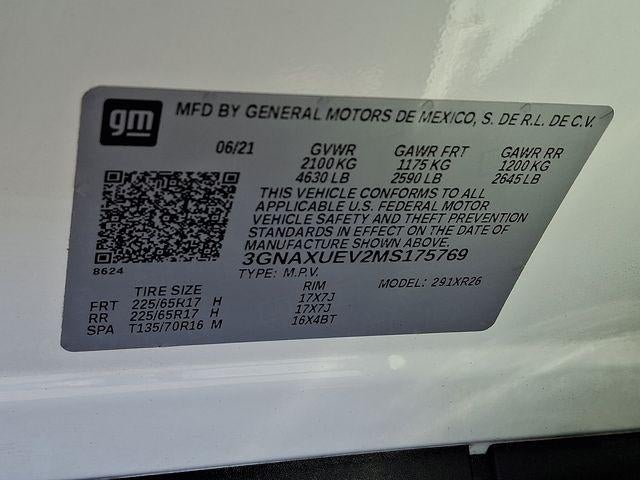 gm
MFD BY GENERAL MOTORS DE MEXICO, S. DE R.L. DE C.V.
06/21 GVWR GAWR FRT GAWR RR
2100 KG 1175 KG 1200 KG
4630 LB 2590 LB 2645 LB
THIS VEHICLE CONFORMS TO ALL
APPLICABLE U.S. FEDERAL MOTOR
VEHICLE SAFETY AND THEFT PREVENTION
STANDARDS IN EFFECT ON THE DATE OF
MANUFACTURE SHOWN ABOVE.
8624
3GNAXUEV2MS175769
TYPE: M.P.V. MODEL: 291XR26
TIRE SIZE RIM
FRT 225/65R17 H 17X7J
RR 225/65R17 H 17X7J
SPA T135/70R16 M 16X4BT